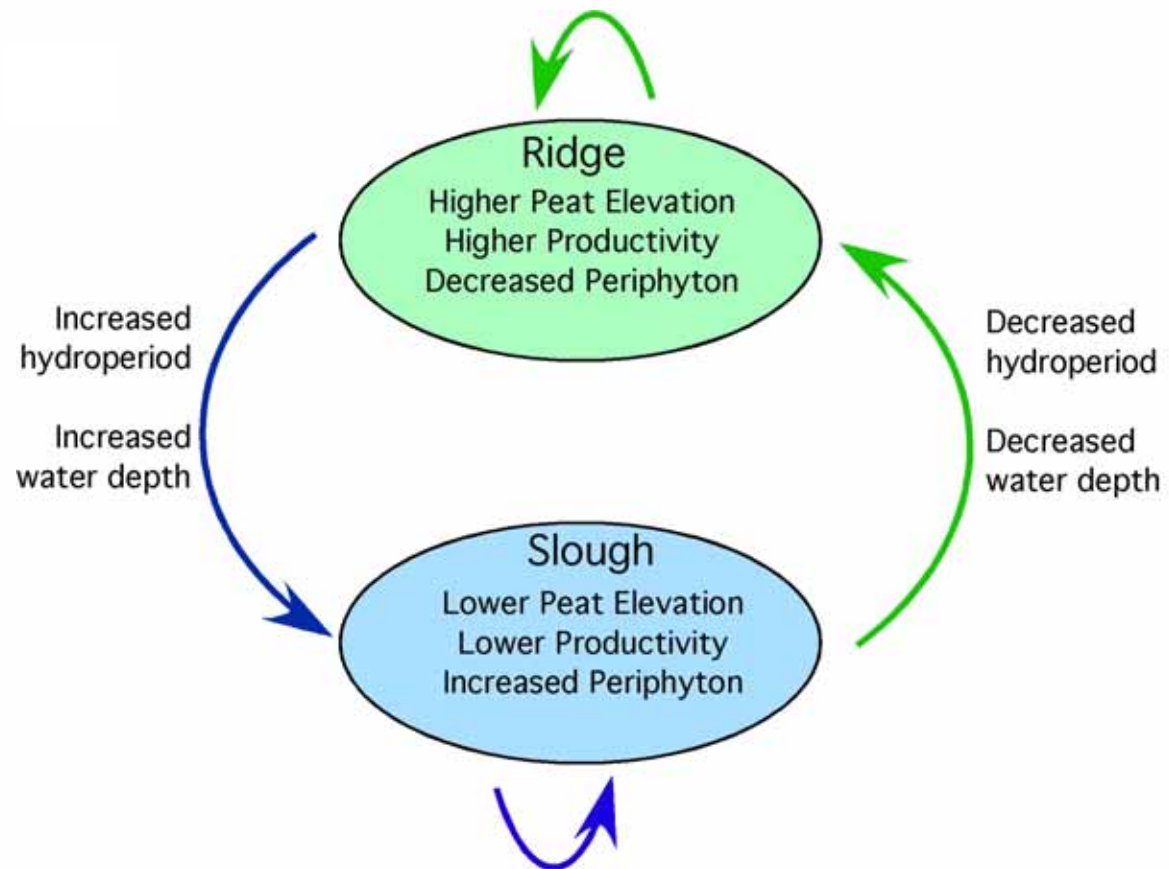 Ridge
Higher Peat Elevation
Higher Productivity
Decreased Periphyton
Increased
hydroperiod
Increased
water depth
Decreased
hydroperiod
Decreased
water depth
Slough
Lower Peat Elevation
Lower Productivity
Increased Periphyton